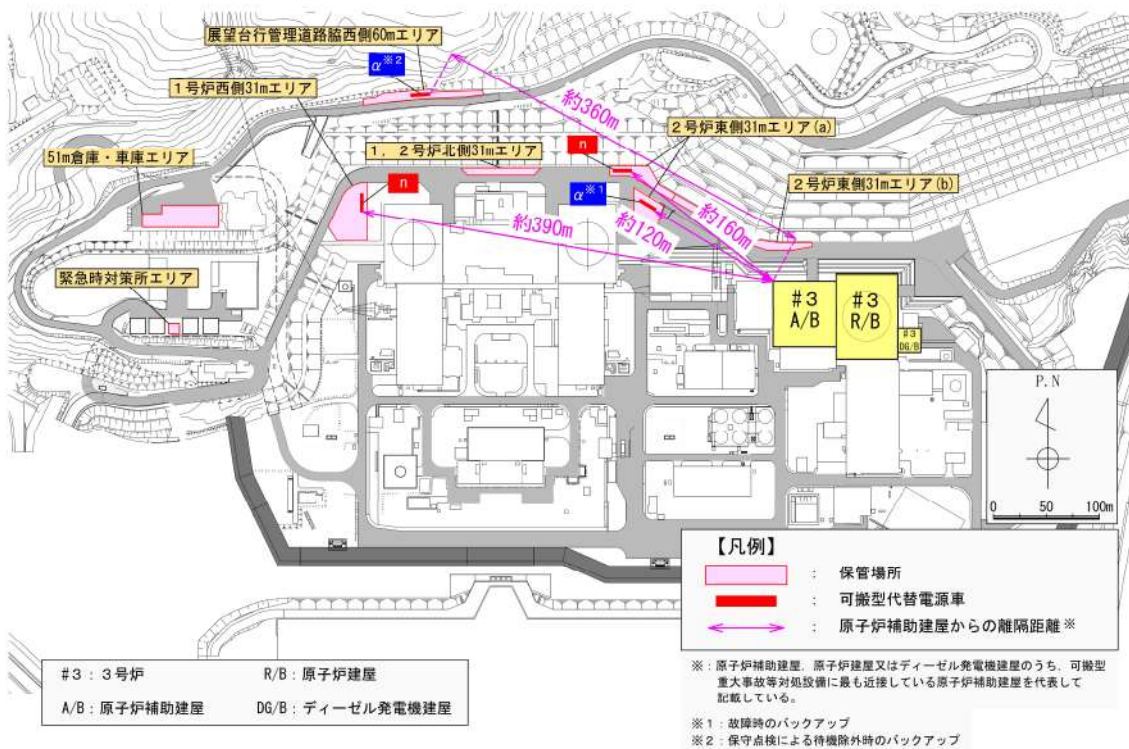 展望台行管理道路脇西側60mエリア
α※2
1号炉西側31mエリア
約360m
2号炉東側31mエリア(a)
n
1，2号炉北側31mエリア
51m倉庫・車庫エリア
n
α※1
2号炉東側31mエリア(b)
約390m
約120m
約160m
緊急時対策所エリア
#3
A/B
#3
R/B
#3
DG/B
P.N
0 50 100m
【凡例】
： 保管場所
： 可搬型代替電源車
： 原子炉補助建屋からの離隔距離※
#3：3号炉 R/B：原子炉建屋
A/B：原子炉補助建屋 DG/B：ディーゼル発電機建屋
※：原子炉補助建屋，原子炉建屋又はディーゼル発電機建屋のうち，可搬型
重大事故等対処設備に最も近接している原子炉補助建屋を代表して
記載している。
※1：故障時のバックアップ
※2：保守点検による待機除外時のバックアップ